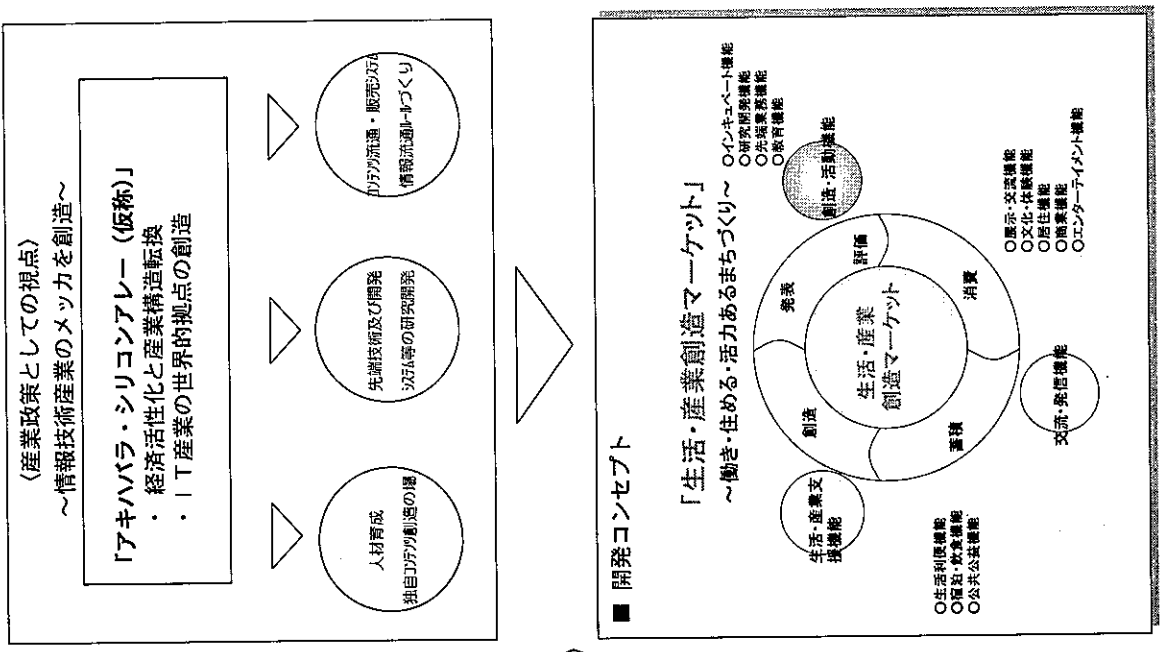 〈産業政策としての視点〉
～情報技術産業のメッカを創造～
「アキハバラ・シリコンアレー（仮称）」
・ 経済活性化と産業構造転換
・ ＩＴ産業の世界的拠点の創造
人材育成
独自コンテンツ創造の場
先端技術及び開発
システム等の研究開発
コンテンツ流通・販売システム
情報流通ルールづくり
■ 開発コンセプト
「生活・産業創造マーケット」
～働き・住める・活力あるまちづくり～
生活・産業支
援機能
○生活利便機能
○宿泊・飲食機能
○公共公益機能
創造
発表
評価
消費
蓄積
生活・産業
創造マーケット
創造・活動機能
○インキュベート機能
○研究開発機能
○先端業務機能
○教育機能
交流・発信機能
○展示・交流機能
○文化・体験機能
○居住機能
○商業機能
○エンターテイメント機能